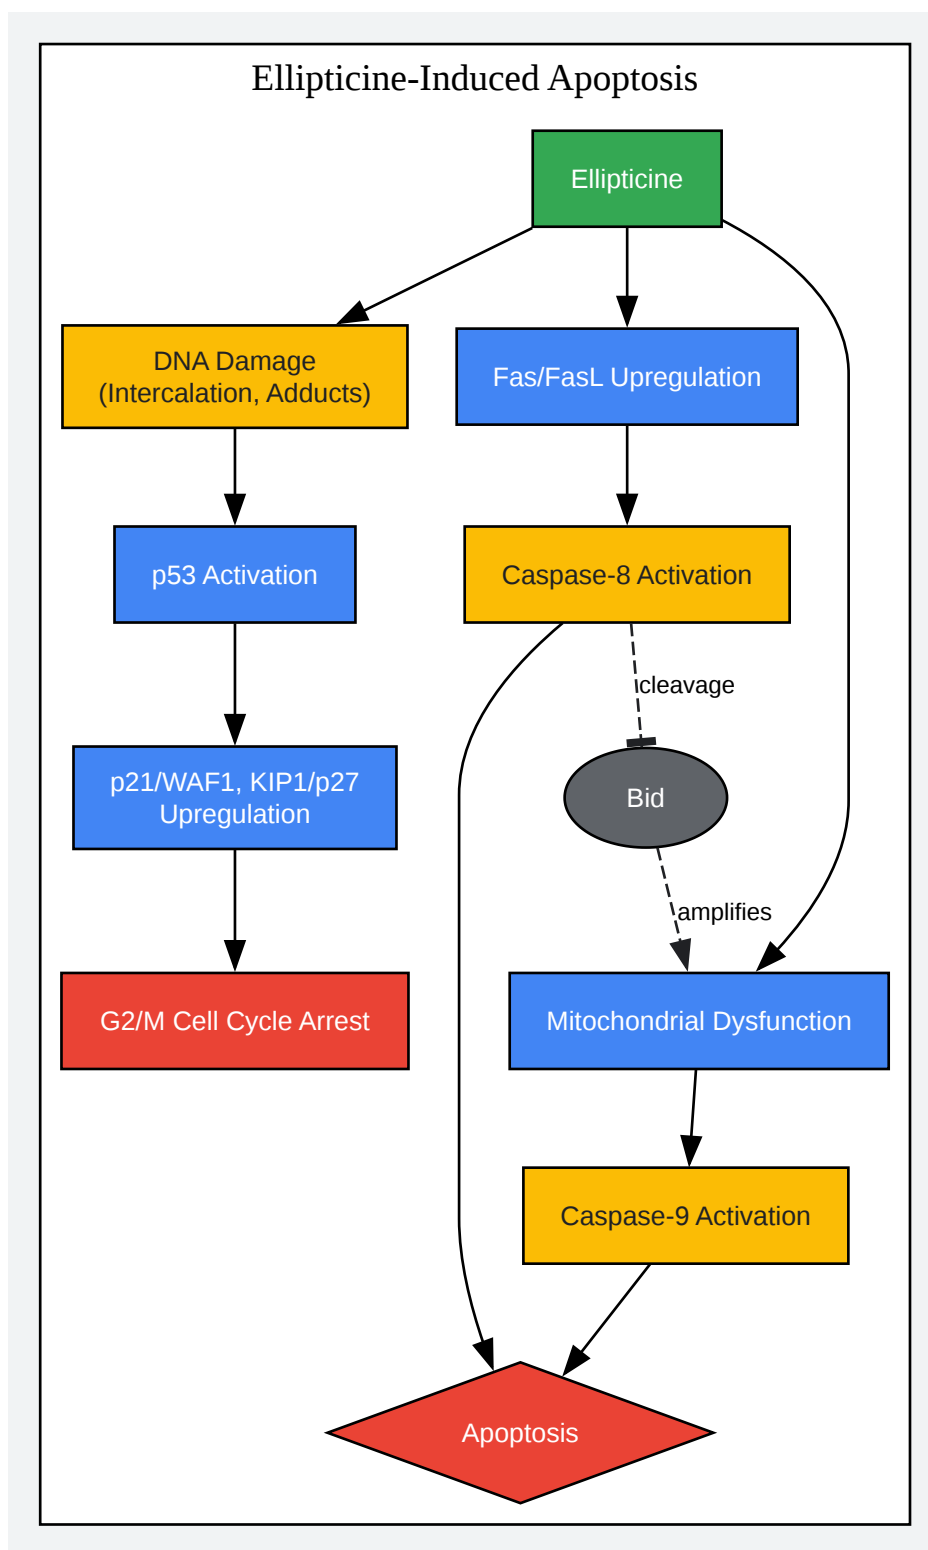 Ellipticine-Induced Apoptosis
Ellipticine
DNA Damage
(Intercalation, Adducts)
Fas/FasL Upregulation
p53 Activation
Caspase-8 Activation
cleavage
p21/WAF1, KIP1/p27
Upregulation
Bid
amplifies
G2/M Cell Cycle Arrest
Mitochondrial Dysfunction
Caspase-9 Activation
Apoptosis